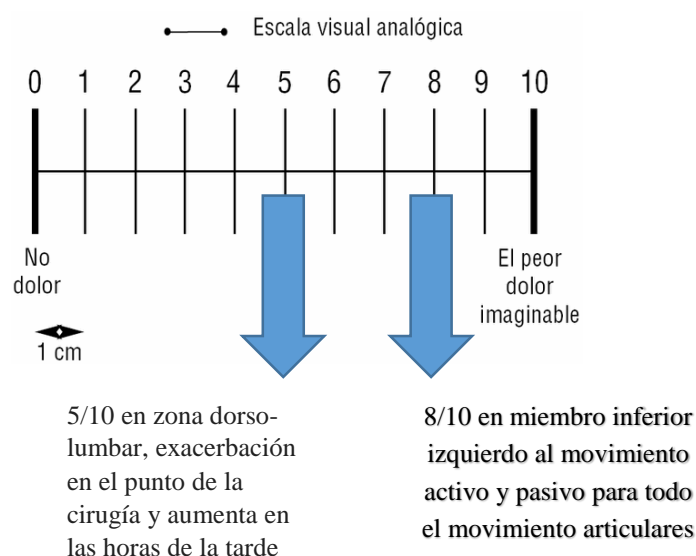 Escala visual analógica
0 1 2 3 4 5 6 7 8 9 10
No
dolor
El peor
dolor
imaginable
1 cm
5/10 en zona dorso-
lumbar, exacerbación
en el punto de la
cirugía y aumenta en
las horas de la tarde
8/10 en miembro inferior
izquierdo al movimiento
activo y pasivo para todo
el movimiento articulares